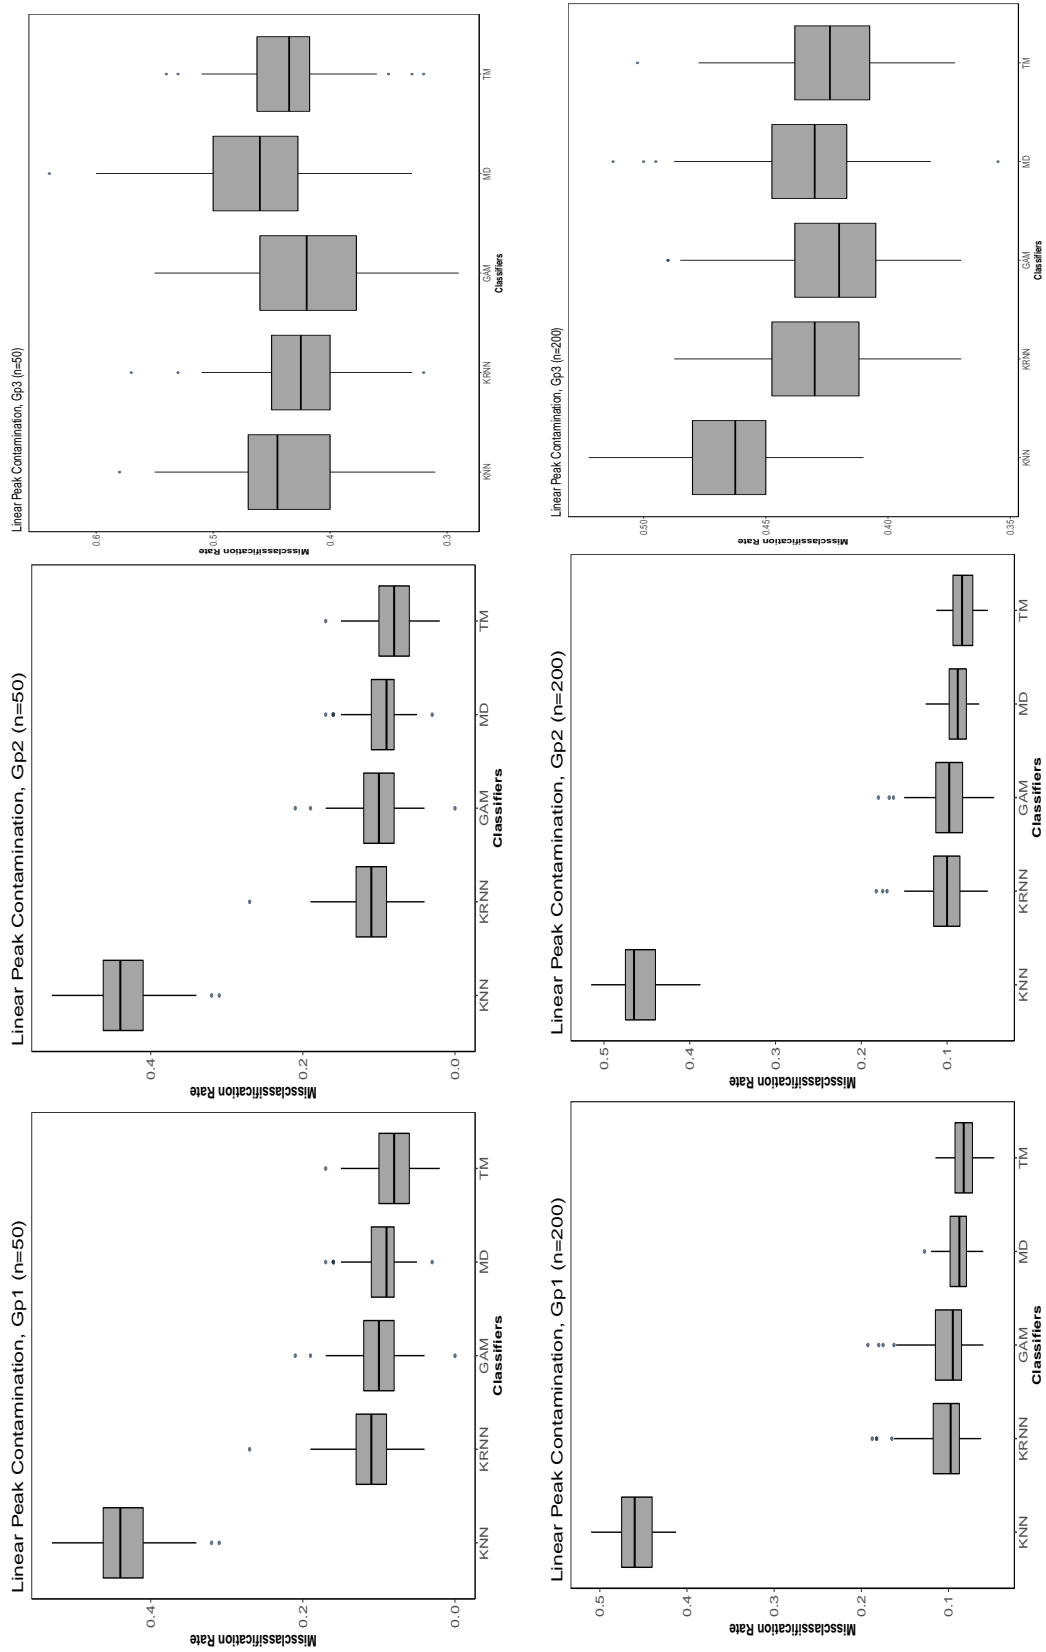 Linear Peak Contamination, Gp1 (n=50)
Missclassification Rate
0.4
0.2
0.0
KNN
KRNN
GAM
MD
TM
Classifiers
Linear Peak Contamination, Gp2 (n=50)
Missclassification Rate
0.4
0.2
0.0
KNN
KRNN
GAM
MD
TM
Classifiers
Linear Peak Contamination, Gp3 (n=50)
Missclassification Rate
0.6
0.5
0.4
0.3
KNN
KRNN
GAM
MD
TM
Classifiers
Linear Peak Contamination, Gp1 (n=200)
Missclassification Rate
0.5
0.4
0.3
0.2
0.1
KNN
KRNN
GAM
MD
TM
Classifiers
Linear Peak Contamination, Gp2 (n=200)
Missclassification Rate
0.5
0.4
0.3
0.2
0.1
KNN
KRNN
GAM
MD
TM
Classifiers
Linear Peak Contamination, Gp3 (n=200)
Missclassification Rate
0.50
0.45
0.40
0.35
KNN
KRNN
GAM
MD
TM
Classifiers